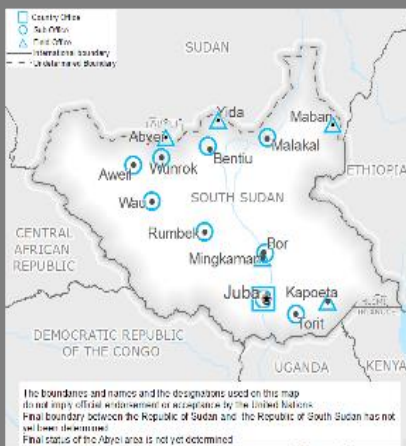 Country Office
Sub Office
Field Office
International boundary
Undetermined Boundary
SUDAN
Yida
Maban
Abyei
Malakal
Wunrok
Bentiu
ETHIOPIA
Aweil
SOUTH SUDAN
Wau
CENTRAL
AFRICAN
REPUBLIC
Rumbek
Bor
Mingkaman
Juba
Kapoeta
Torit
DEMOCRATIC REPUBLIC
OF THE CONGO
UGANDA
KENYA
The boundaries and names and the designations used on this map
do not imply official endorsement or acceptance by the United Nations
Final boundary between the Republic of Sudan and the Republic of South Sudan has not
yet been determined
Final status of the Abyei area is not yet determined